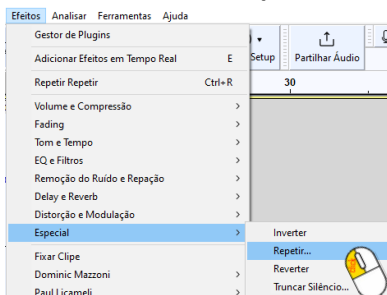 Efeitos Analisar Ferramentas Ajuda
Gestor de Plugins
Adicionar Efeitos em Tempo Real E
Setup Partilhar Áudio
Repetir Repetir Ctrl+R
30
Volume e Compressão
Fading
Tom e Tempo
EQ e Filtros
Remoção do Ruído e Repação
Delay e Reverb
Distorção e Modulação
Especial
Inverter
Repetir...
Fixar Clipe
Reverter
Dominic Mazzoni
Truncar Silêncio...
Paul Licameli